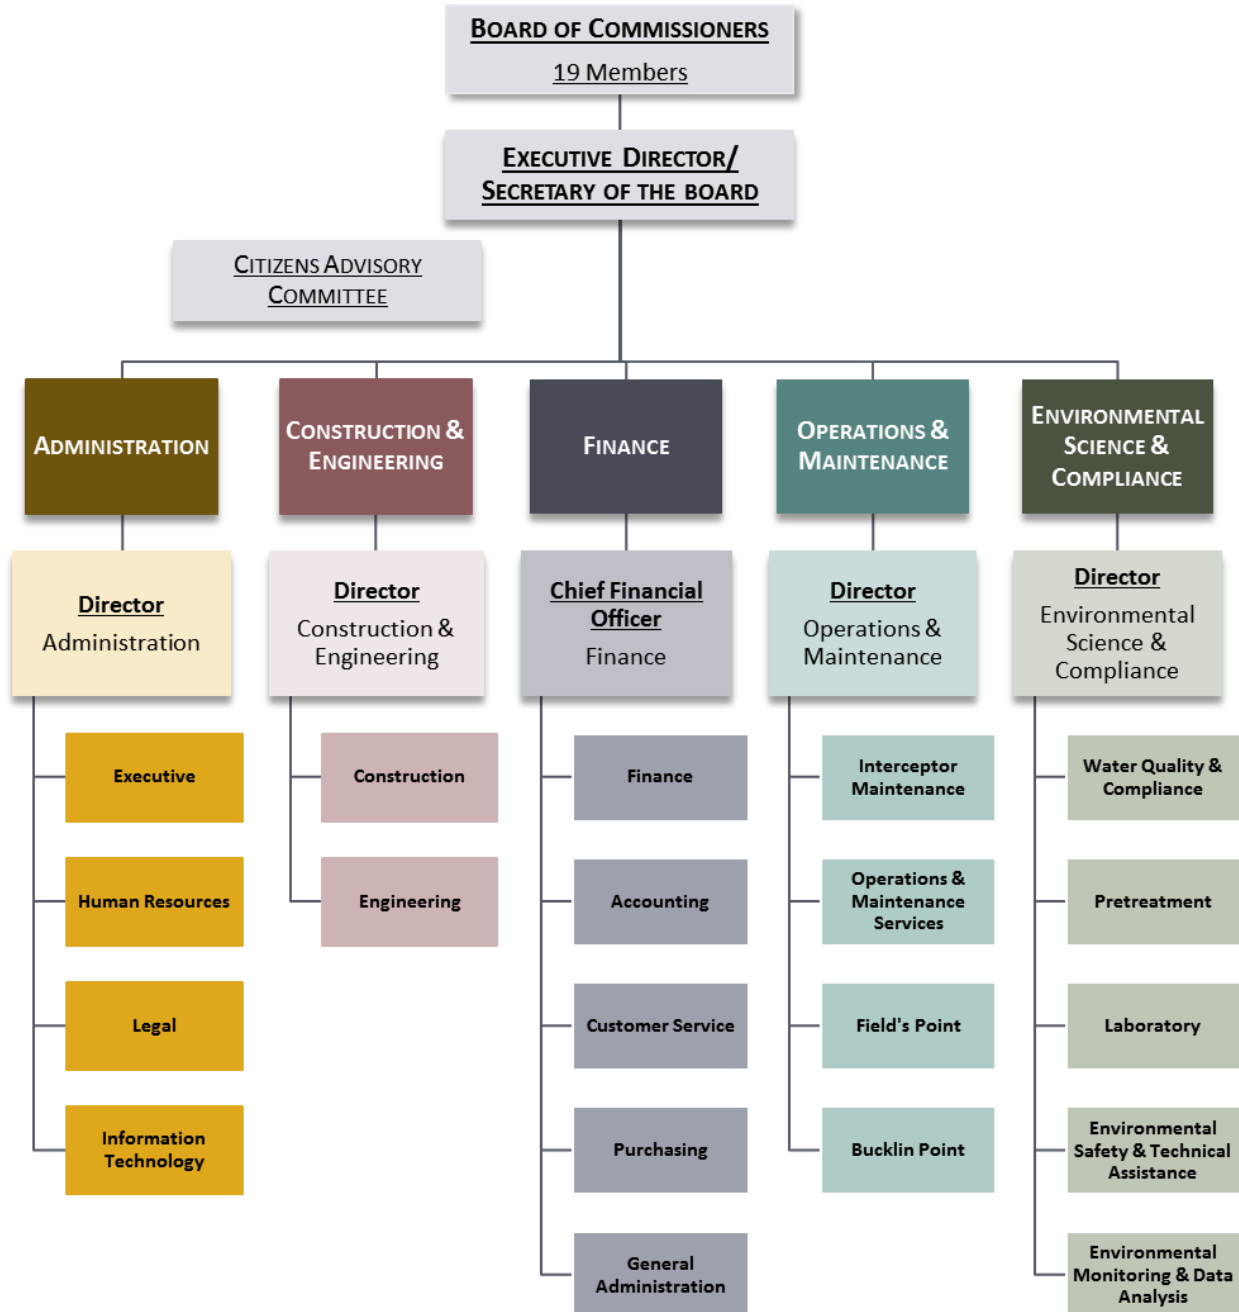 BOARD OF COMMISSIONERS
19 Members
EXECUTIVE DIRECTOR/
SECRETARY OF THE BOARD
CITIZENS ADVISORY
COMMITTEE
ADMINISTRATION
CONSTRUCTION &
ENGINEERING
FINANCE
OPERATIONS &
MAINTENANCE
ENVIRONMENTAL
SCIENCE &
COMPLIANCE
Director
Administration
Director
Construction &
Engineering
Chief Financial
Officer
Finance
Director
Operations &
Maintenance
Director
Environmental
Science &
Compliance
Executive
Human Resources
Legal
Information
Technology
Construction
Engineering
Finance
Accounting
Customer Service
Purchasing
General
Administration
Interceptor
Maintenance
Operations &
Maintenance
Services
Field's Point
Bucklin Point
Water Quality &
Compliance
Pretreatment
Laboratory
Environmental
Safety & Technical
Assistance
Environmental
Monitoring & Data
Analysis